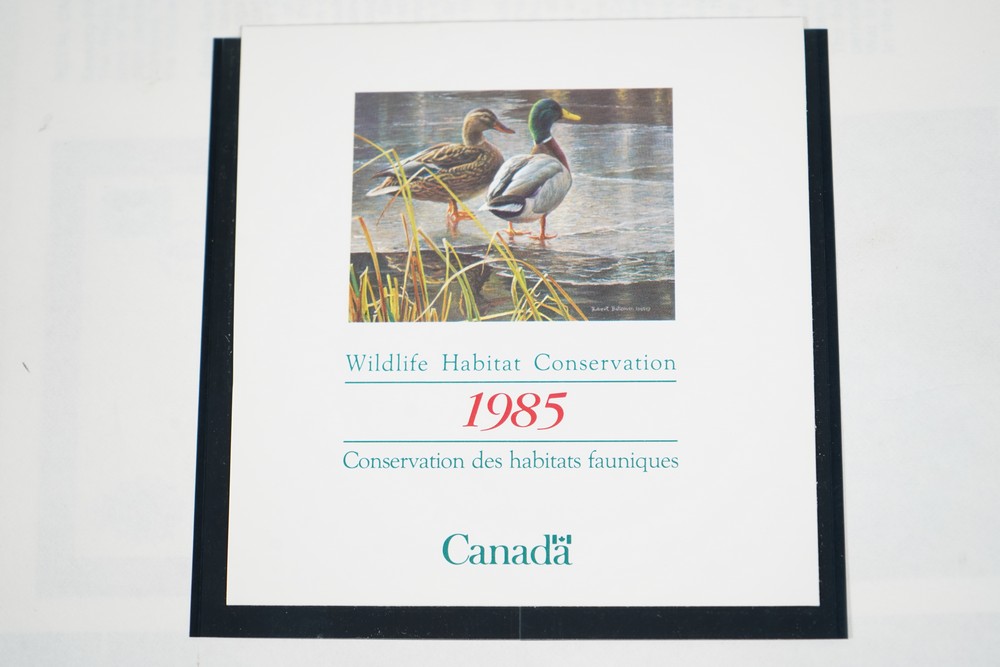 Wildlife Habitat Conservation
1985
Conservation des habitats fauniques
Canada